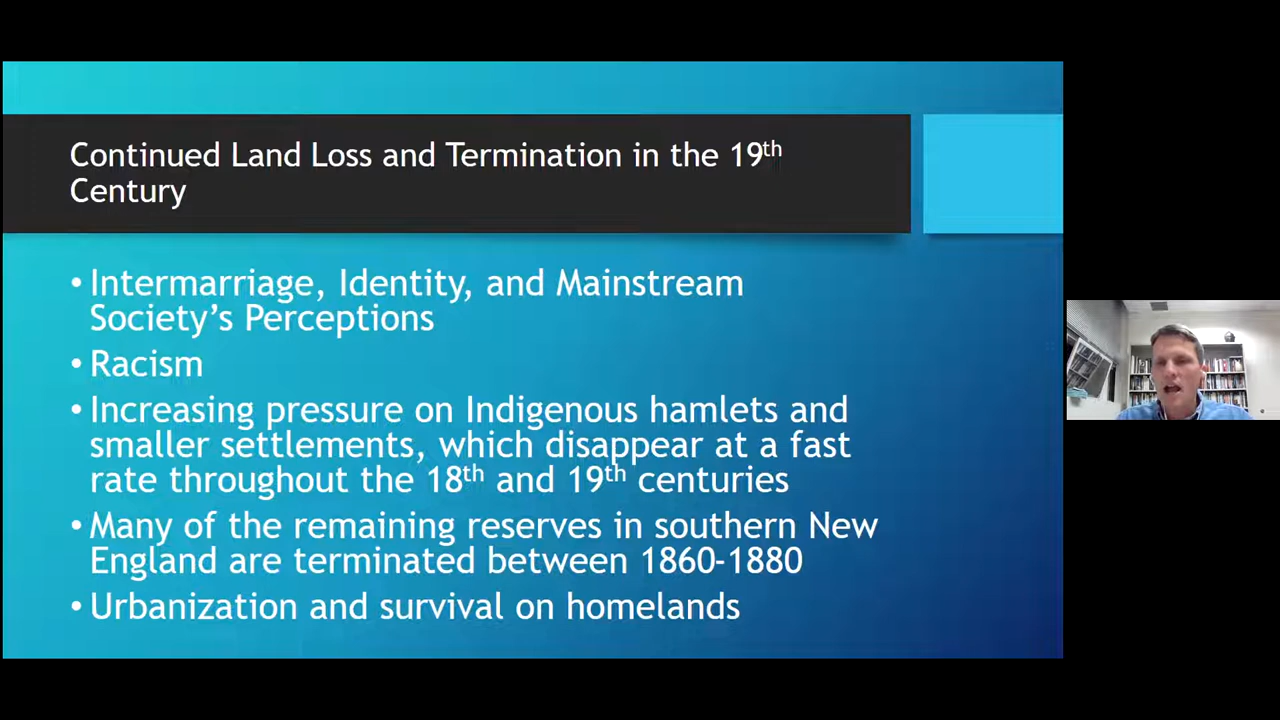 Continued Land Loss and Termination in the 19th
Century
• Intermarriage, Identity, and Mainstream
Society’s Perceptions
• Racism
• Increasing pressure on Indigenous hamlets and
smaller settlements, which disappear at a fast
rate throughout the 18th and 19th centuries
• Many of the remaining reserves in southern New
England are terminated between 1860-1880
• Urbanization and survival on homelands